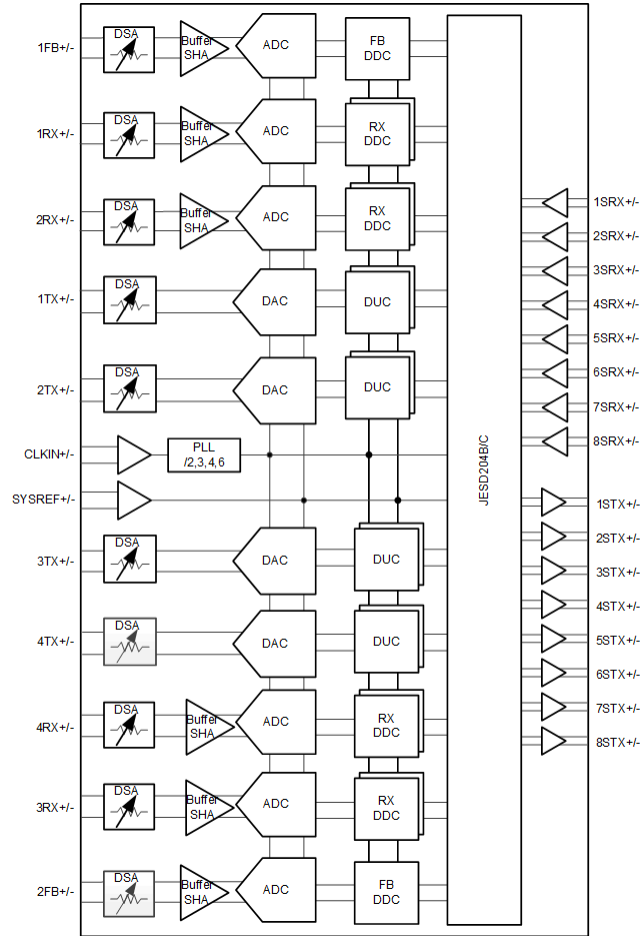 1FB+/-
DSA
Buffer
SHA
ADC
FB
DDC
1RX+/-
DSA
Buffer
SHA
ADC
RX
DDC
2RX+/-
DSA
Buffer
SHA
ADC
RX
DDC
1TX+/-
DSA
DAC
DUC
2TX+/-
DSA
DAC
DUC
CLKIN+/-
PLL
/2,3,4,6
SYSREF+/-
3TX+/-
DSA
DAC
DUC
4TX+/-
DSA
DAC
DUC
4RX+/-
DSA
Buffer
SHA
ADC
RX
DDC
3RX+/-
DSA
Buffer
SHA
ADC
RX
DDC
2FB+/-
DSA
Buffer
SHA
ADC
FB
DDC
JESD204B/C
1SRX+/-
2SRX+/-
3SRX+/-
4SRX+/-
5SRX+/-
6SRX+/-
7SRX+/-
8SRX+/-
1STX+/-
2STX+/-
3STX+/-
4STX+/-
5STX+/-
6STX+/-
7STX+/-
8STX+/-